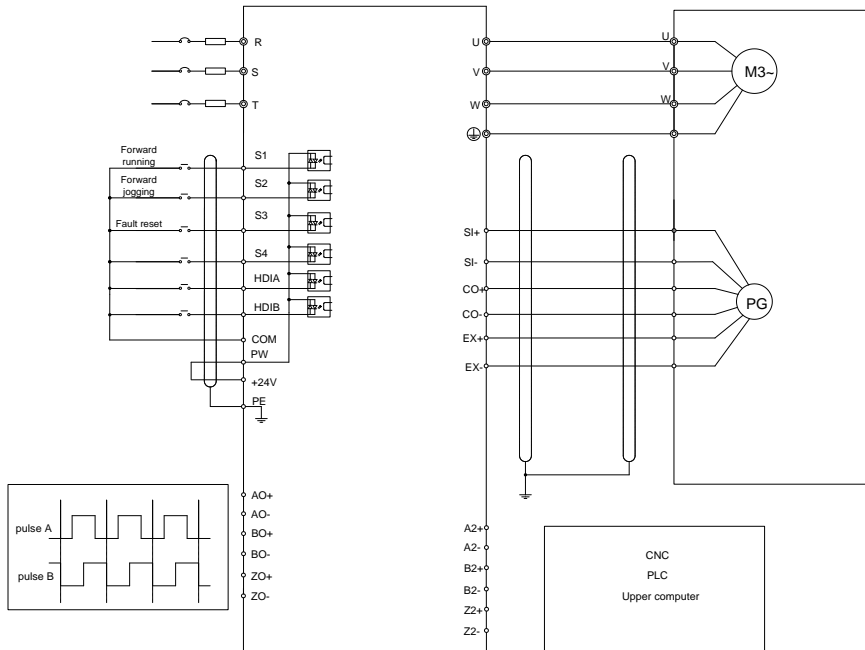 R
S
T
U
V
W
U
V
W
M3~
Forward
running
S1
Forward
jogging
S2
Fault reset
S3
S4
HDIA
HDIB
COM
PW
+24V
PE
SI+
SI-
CO+
CO-
EX+
EX-
PG
pulse A
pulse B
AO+
AO-
BO+
BO-
ZO+
ZO-
A2+
A2-
B2+
B2-
Z2+
Z2-
CNC
PLC
Upper computer